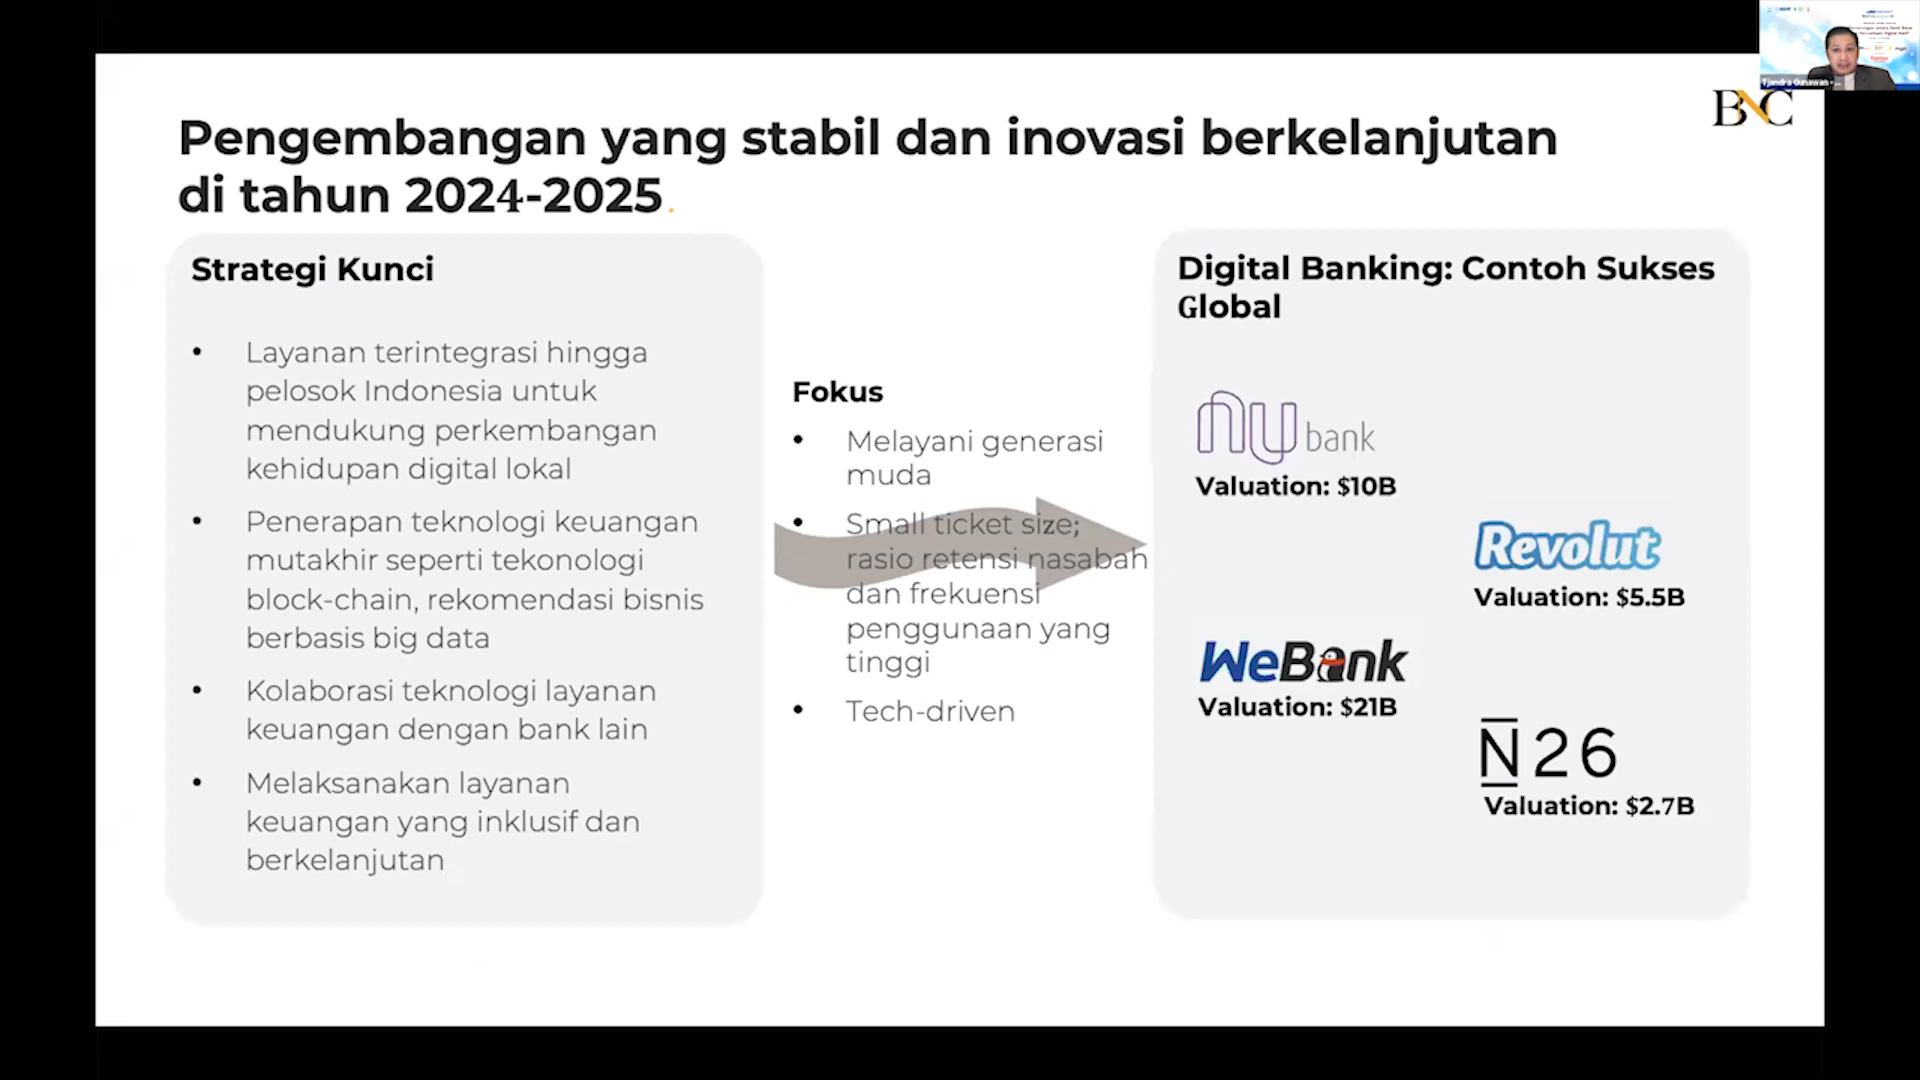 Pengembangan yang stabil dan inovasi berkelanjutan
di tahun 2024-2025.
BNC
Tjandra Gunawan
Strategi Kunci
• Layanan terintegrasi hingga
pelosok Indonesia untuk
mendukung perkembangan
kehidupan digital lokal
• Penerapan teknologi keuangan
mutakhir seperti tekonologi
block-chain, rekomendasi bisnis
berbasis big data
• Kolaborasi teknologi layanan
keuangan dengan bank lain
• Melaksanakan layanan
keuangan yang inklusif dan
berkelanjutan
Fokus
• Melayani generasi
muda
• Small ticket size;
rasio retensi nasabah
dan frekuensi
penggunaan yang
tinggi
• Tech-driven
Digital Banking: Contoh Sukses
Global
nu bank
Valuation: $10B
Revolut
Valuation: $5.5B
WeBank
Valuation: $21B
N26
Valuation: $2.7B